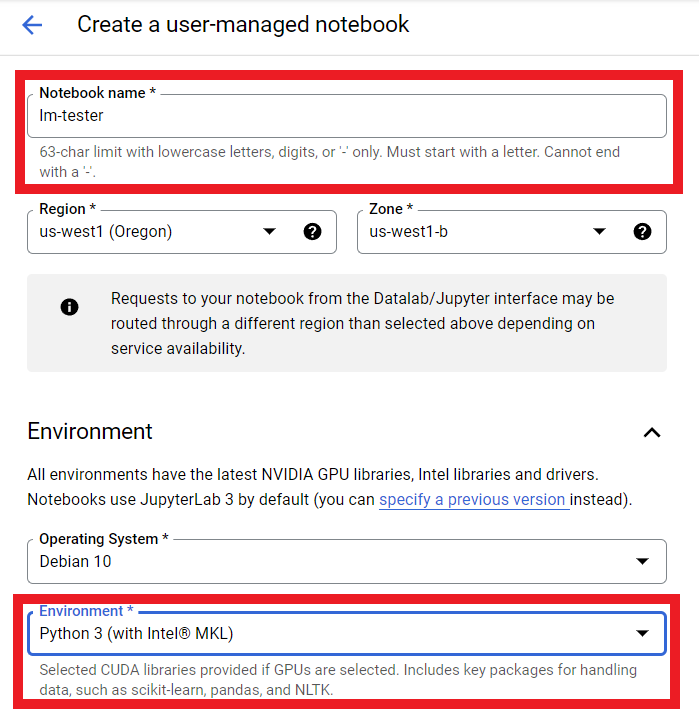 Create a user-managed notebook
Notebook name *
lm-tester
63-char limit with lowercase letters, digits, or '-' only. Must start with a letter. Cannot end
with a '-'.
Region *
us-west1 (Oregon)
Zone *
us-west1-b
Requests to your notebook from the Datalab/Jupyter interface may be
routed through a different region than selected above depending on
service availability.
Environment
All environments have the latest NVIDIA GPU libraries, Intel libraries and drivers.
Notebooks use JupyterLab 3 by default (you can specify a previous version instead).
Operating System *
Debian 10
Environment *
Python 3 (with Intel® MKL)
Selected CUDA libraries provided if GPUs are selected. Includes key packages for handling
data, such as scikit-learn, pandas, and NLTK.